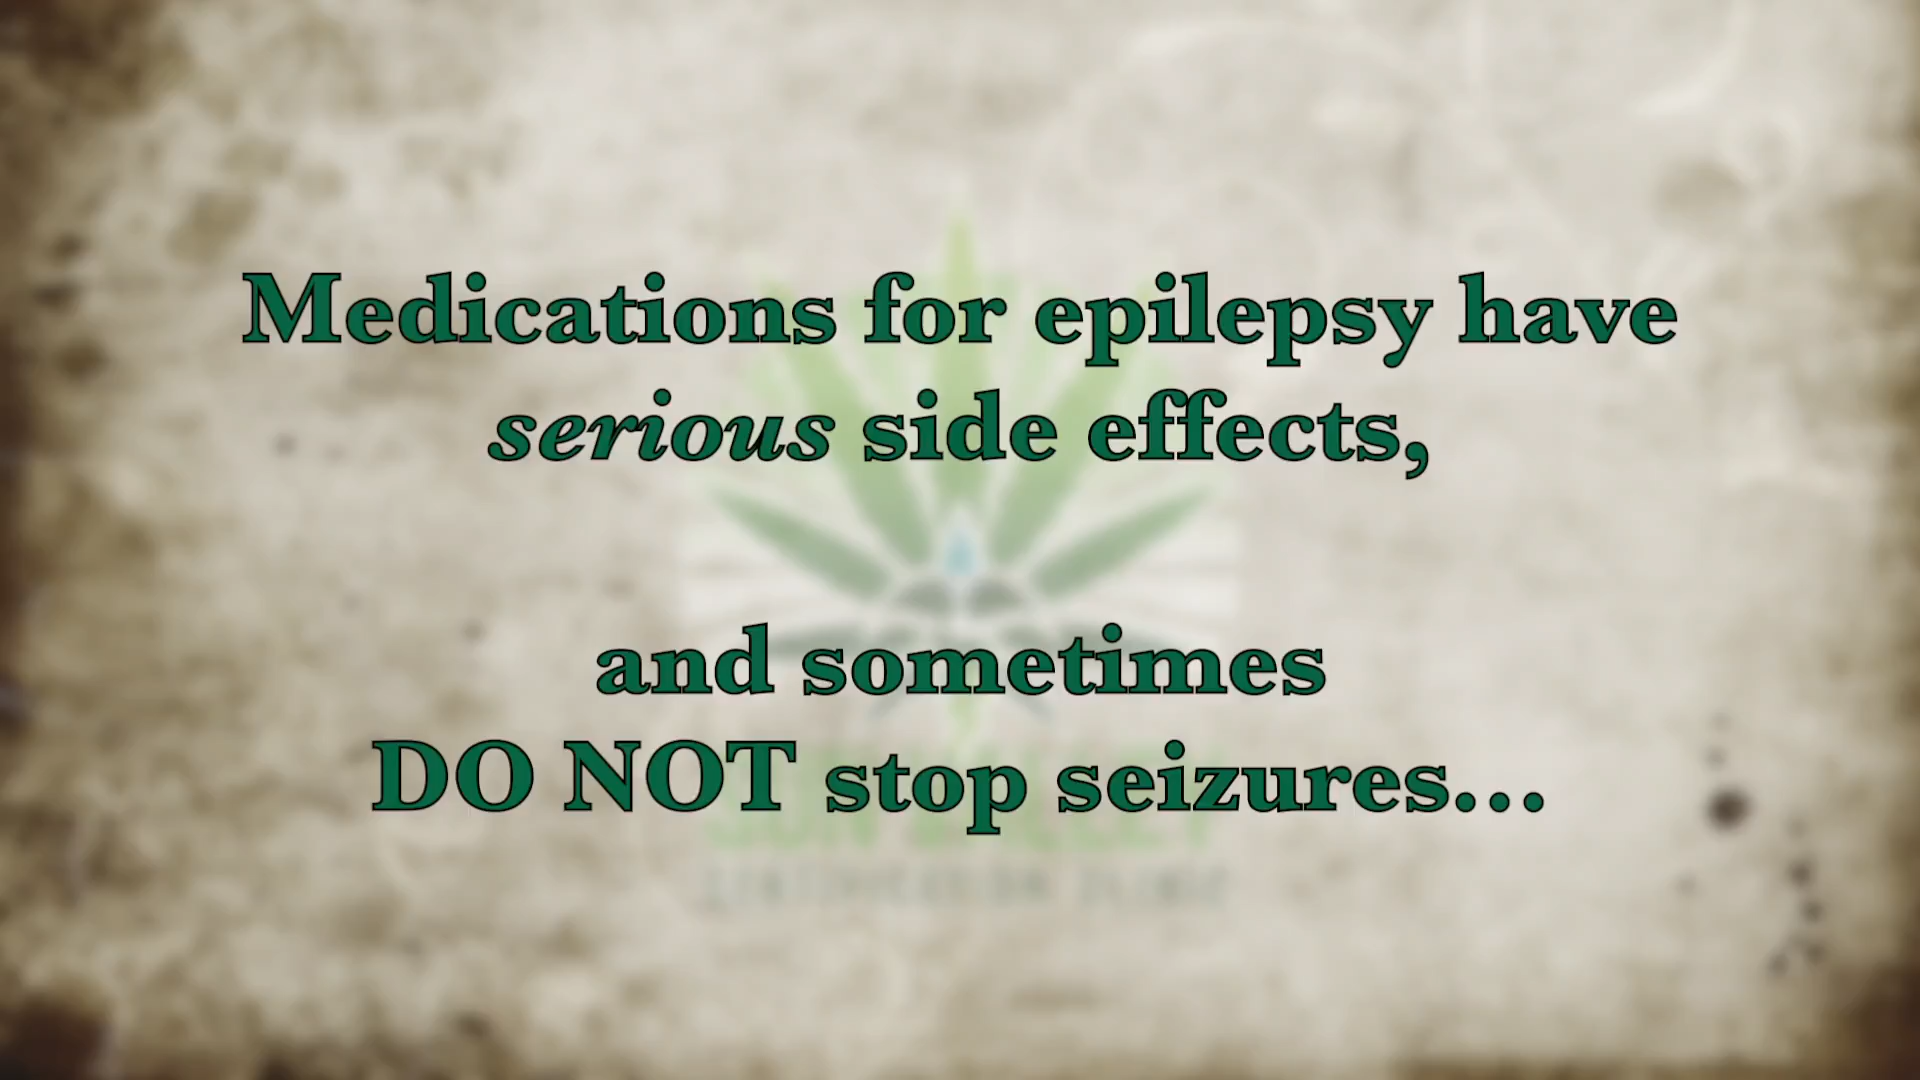 Medications for epilepsy have
serious side effects,
and sometimes
DO NOT stop seizures...